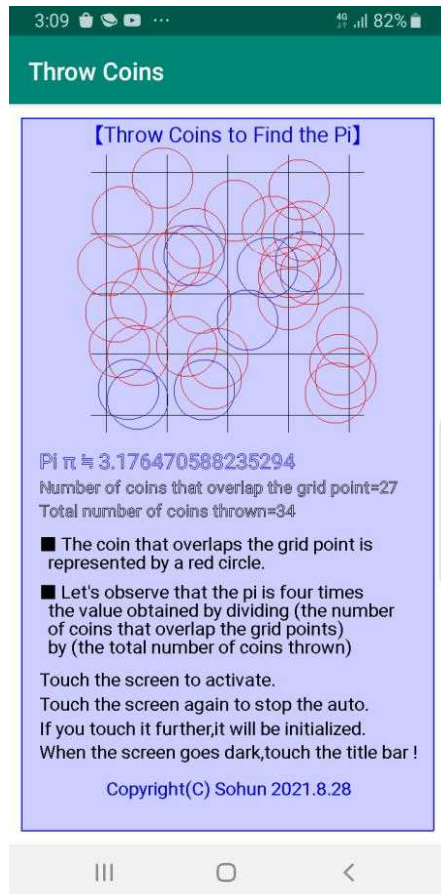 3:09 ... 4G 82%
Throw Coins
【Throw Coins to Find the Pi】
Pi π ≒ 3.176470588235294
Number of coins that overlap the grid point=27
Total number of coins thrown=34
■ The coin that overlaps the grid point is
represented by a red circle.
■ Let's observe that the pi is four times
the value obtained by dividing (the number
of coins that overlap the grid points)
by (the total number of coins thrown)
Touch the screen to activate.
Touch the screen again to stop the auto.
If you touch it further,it will be initialized.
When the screen goes dark,touch the title bar !
Copyright(C) Sohun 2021.8.28